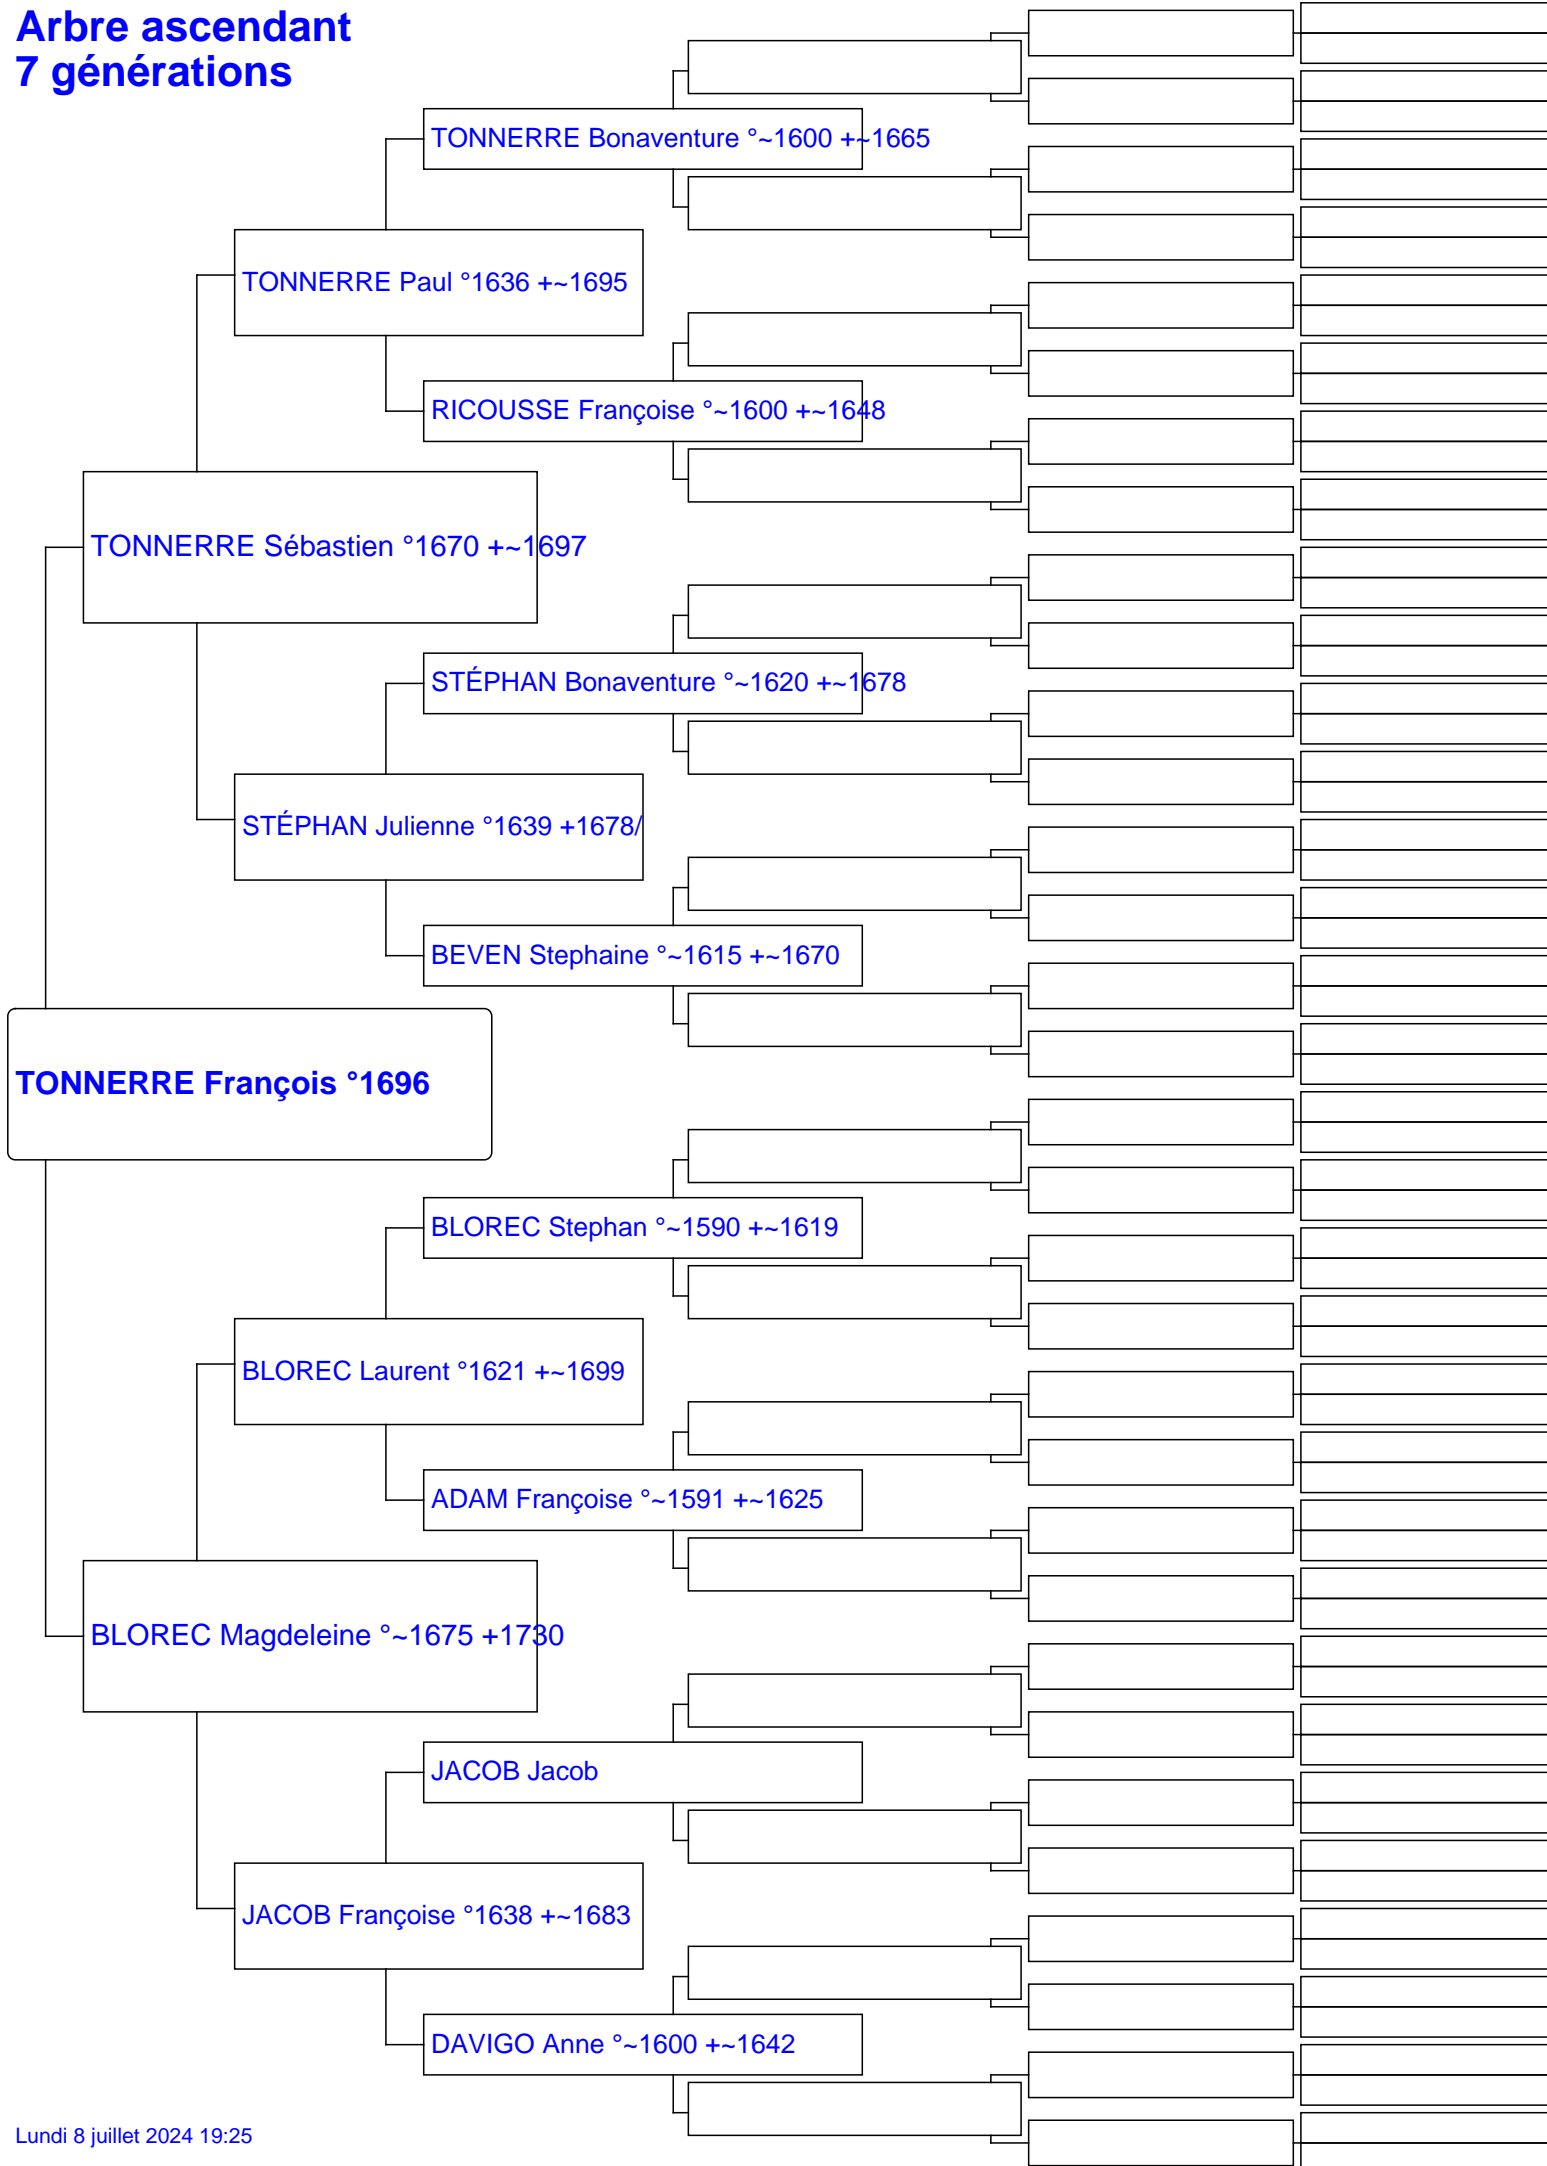 Arbre ascendant
7 générations
TONNERRE Bonaventure °~1600 +~1665
TONNERRE Paul °1636 +~1695
RICOUSSE Françoise °~1600 +~1648
TONNERRE Sébastien °1670 +~1697
STÉPHAN Bonaventure °~1620 +~1678
STÉPHAN Julienne °1639 +1678/
BEVEN Stephaine °~1615 +~1670
TONNERRE François °1696
BLOREC Stephan °~1590 +~1619
BLOREC Laurent °1621 +~1699
ADAM Françoise °~1591 +~1625
BLOREC Magdeleine °~1675 +1730
JACOB Jacob
JACOB Françoise °1638 +~1683
DAVIGO Anne °~1600 +~1642
Lundi 8 juillet 2024 19:25